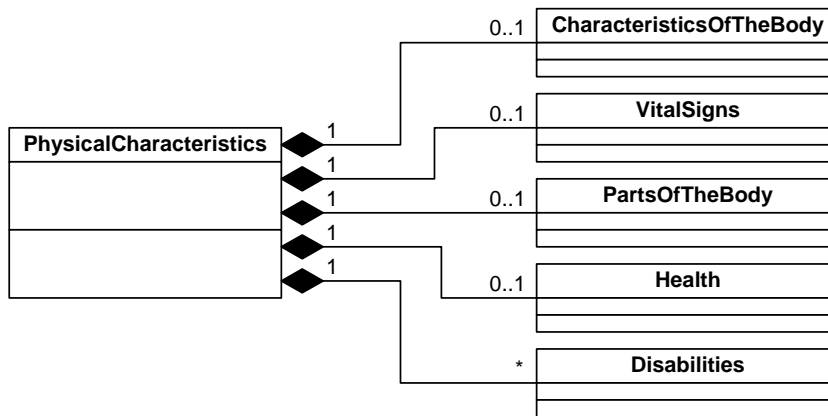 0..1 CharacteristicsOfTheBody
0..1 VitalSigns
PhysicalCharacteristics 1
1
1 0..1 PartsOfTheBody
1
1
0..1 Health
* Disabilities